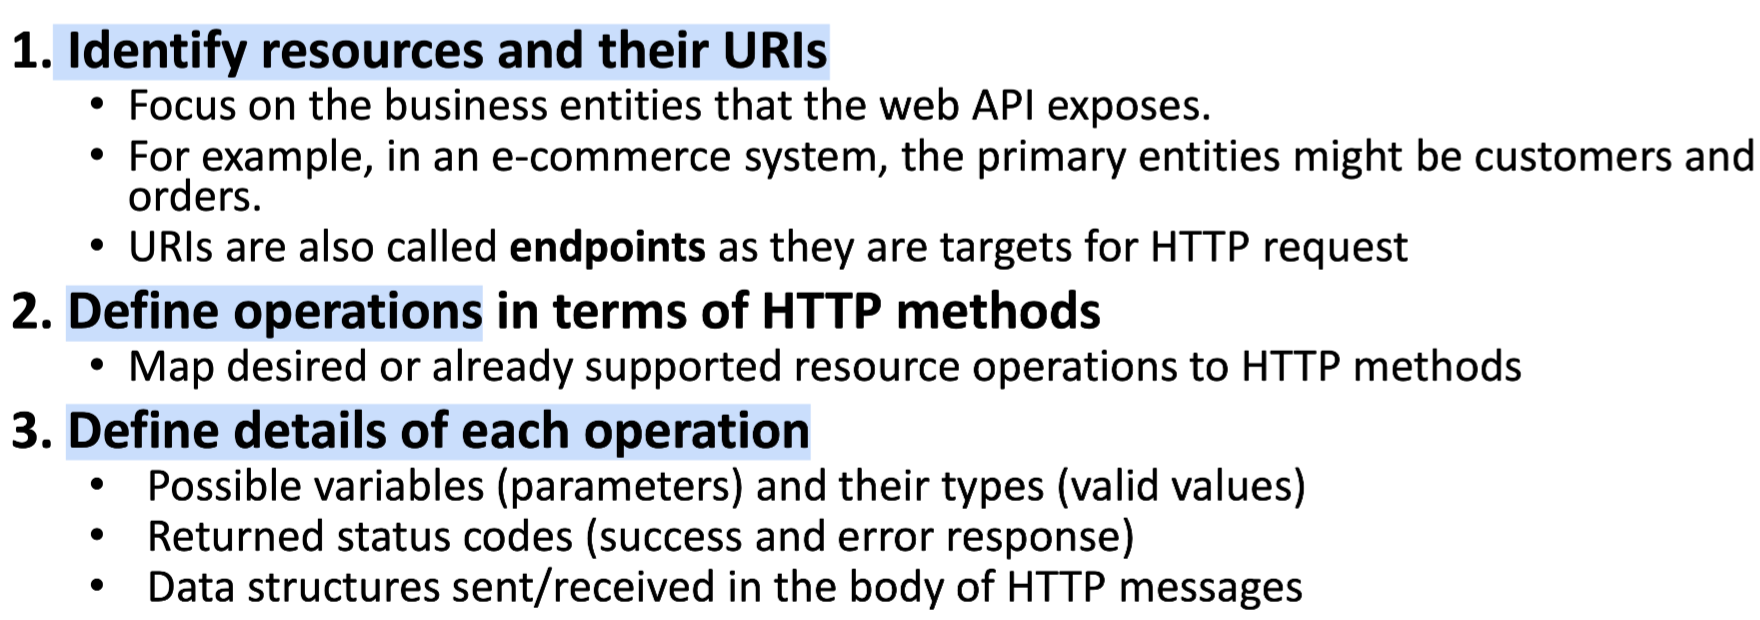 1. Identify resources and their URIs
• Focus on the business entities that the web API exposes.
• For example, in an e-commerce system, the primary entities might be customers and
orders.
• URIs are also called endpoints as they are targets for HTTP request
2. Define operations in terms of HTTP methods
• Map desired or already supported resource operations to HTTP methods
3. Define details of each operation
• Possible variables (parameters) and their types (valid values)
• Returned status codes (success and error response)
• Data structures sent/received in the body of HTTP messages